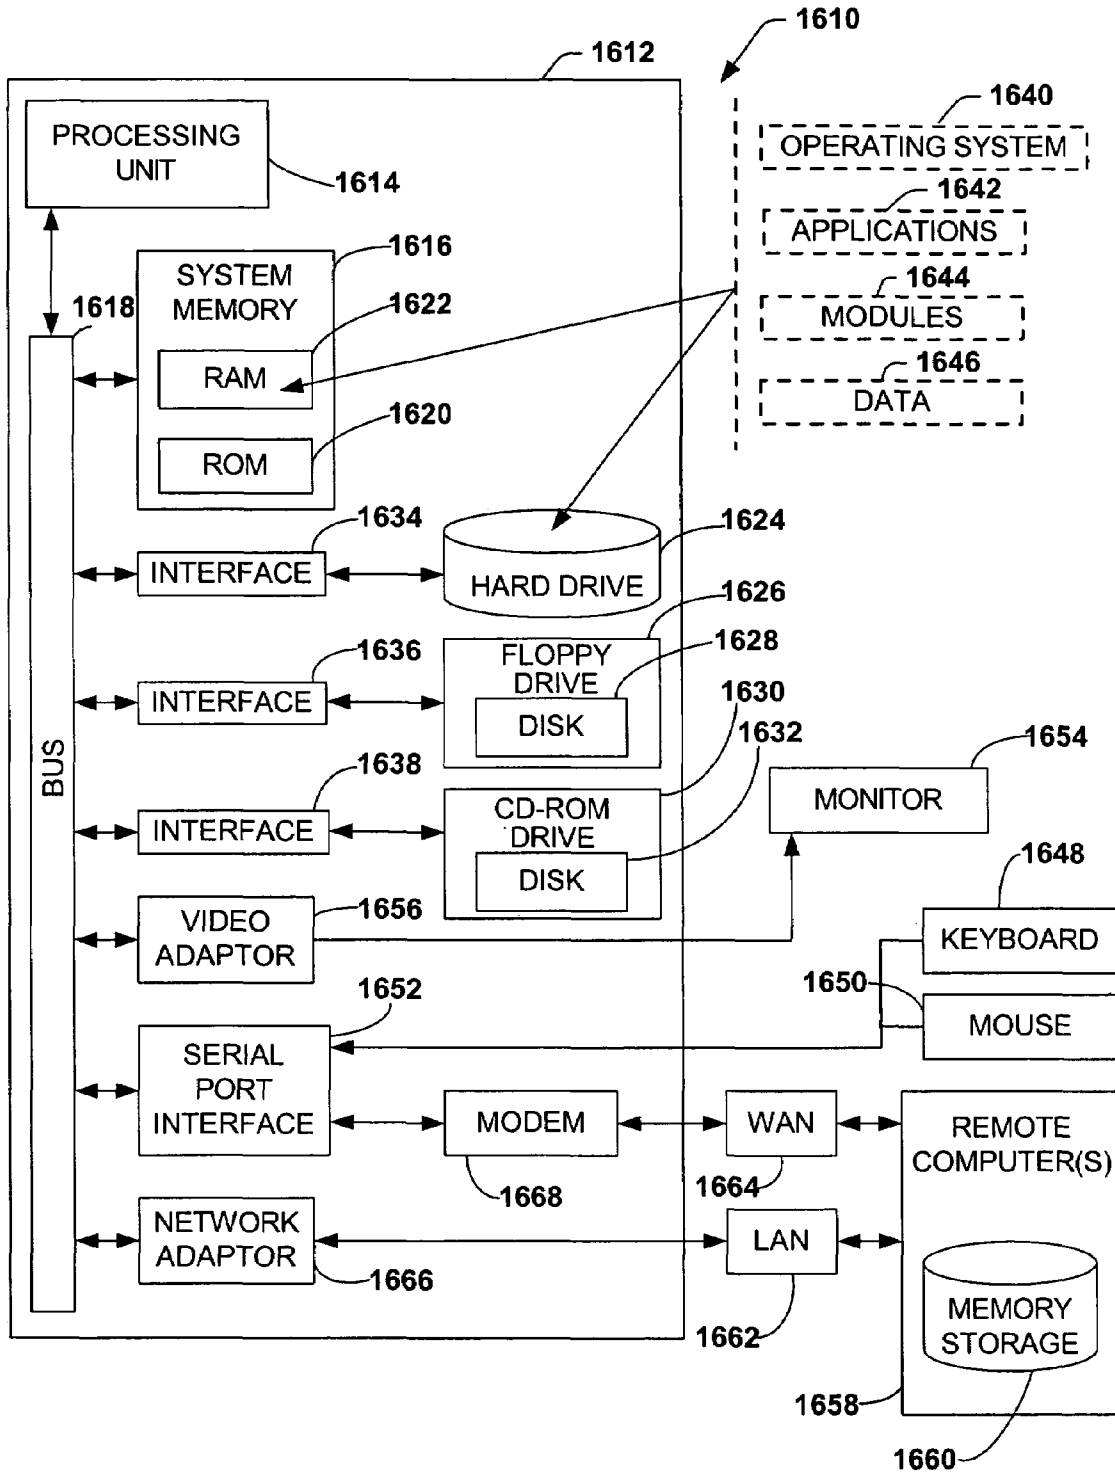 1610
1612
1640
OPERATING SYSTEM
PROCESSING
UNIT
1614
1642
APPLICATIONS
1616
SYSTEM
MEMORY
1644
MODULES
1618
1622
RAM
1646
DATA
1620
ROM
1634
INTERFACE
1624
HARD DRIVE
1626
1636
INTERFACE
1628
FLOPPY
DRIVE
DISK
1630
1632
1654
MONITOR
BUS
1638
INTERFACE
CD-ROM
DRIVE
DISK
1648
KEYBOARD
1656
VIDEO
ADAPTOR
1650
MOUSE
1652
SERIAL
PORT
INTERFACE
MODEM
1668
WAN
1664
REMOTE
COMPUTER(S)
NETWORK
ADAPTOR
1666
LAN
1662
MEMORY
STORAGE
1658
1660